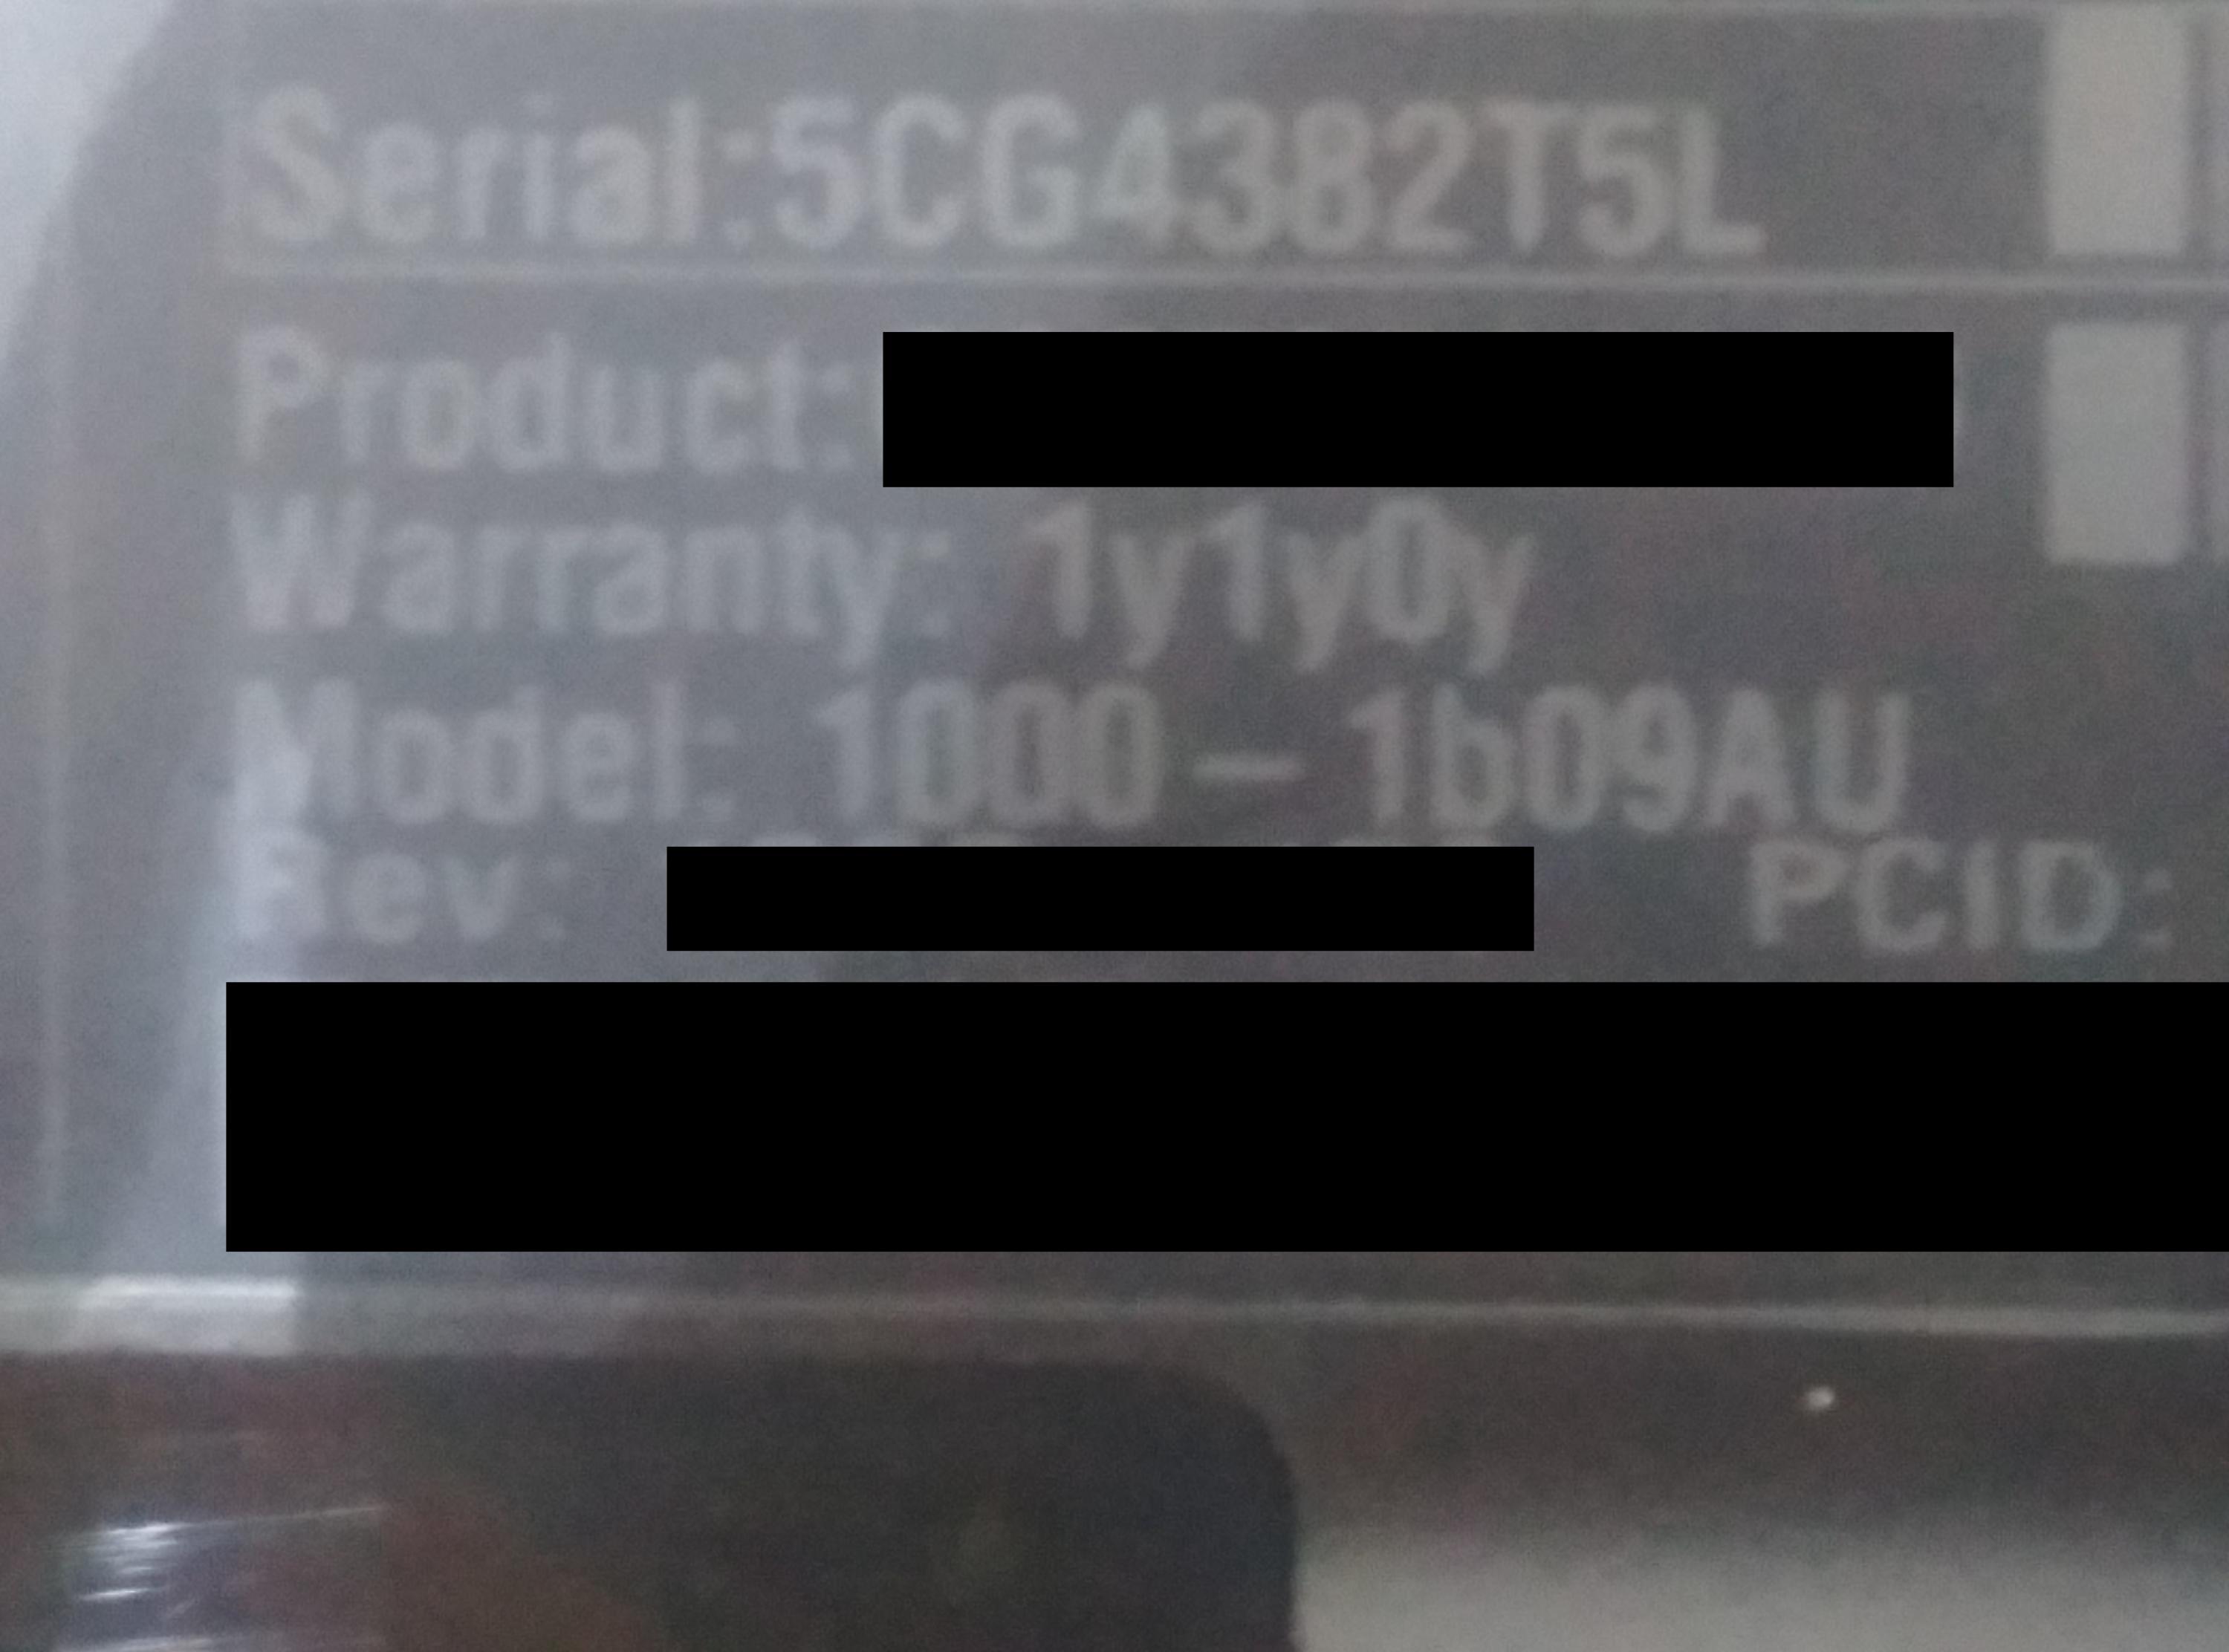 Serial:5CG4382T5L
Product:
Warranty: 1y1y0y
Model: 1000-1b09AU
Rev: PCID: